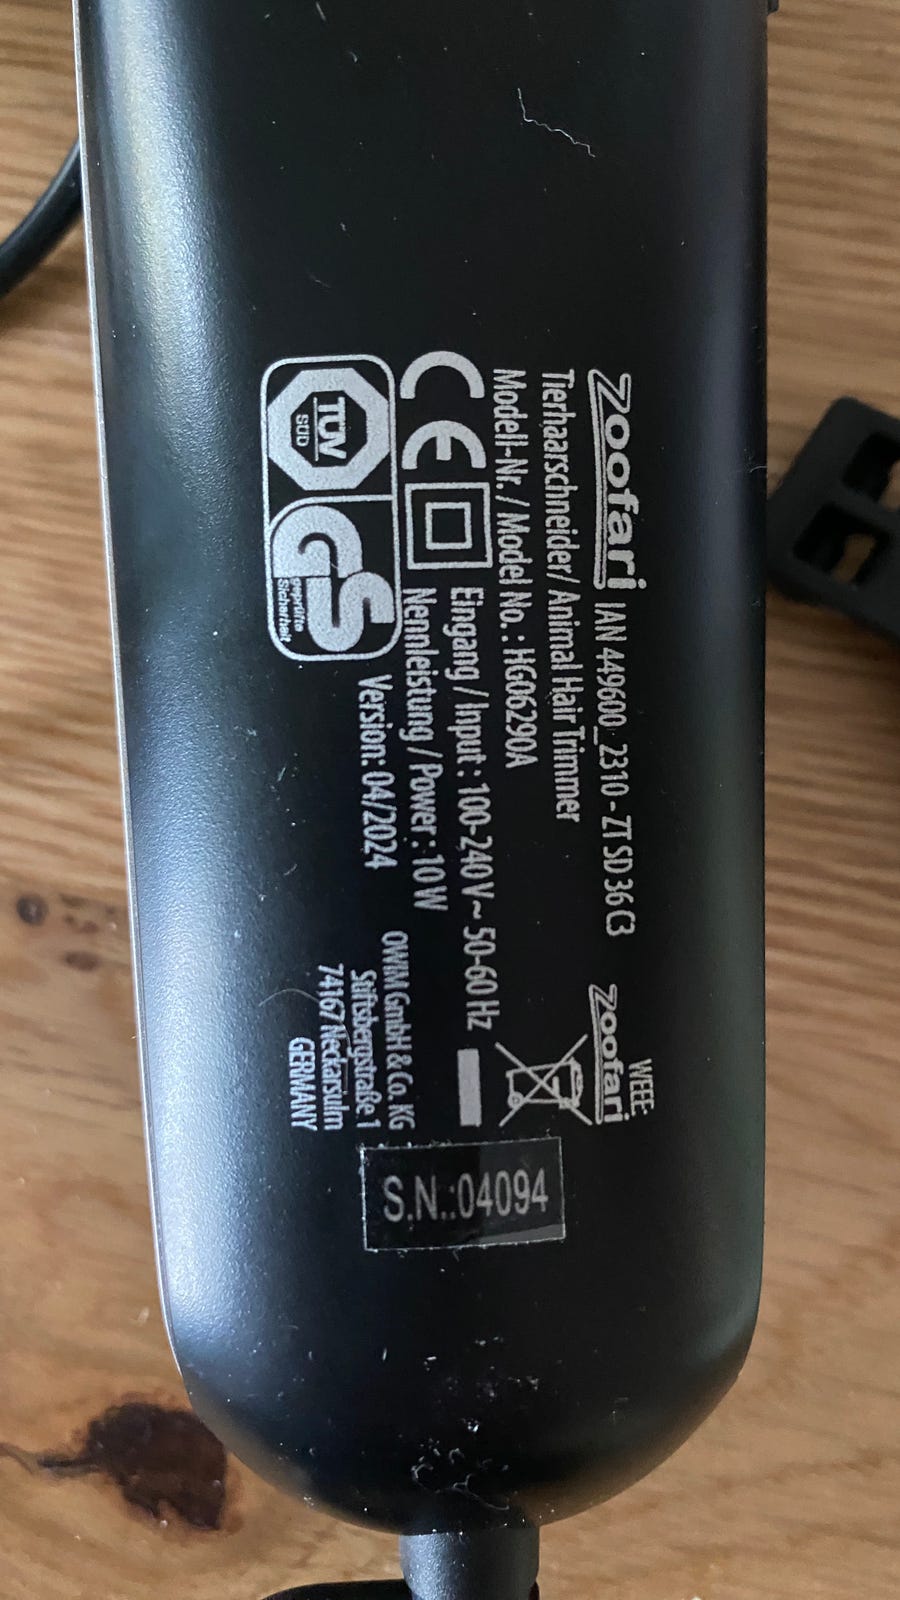 Zoofari IAN 449600_2310 - ZT SD 36 C3
Tierhaarschneider/ Animal Hair Trimmer
Modell-Nr. / Model No. : HG06290A
CE
Eingang / Input : 100-240 V~ 50-60 Hz
Nennleistung / Power : 10 W
Version: 04/2024
TÜV
SÜD
GS
geprüfte
Sicherheit
WEEE:
Zoofari
OWIM GmbH & Co. KG
Stiftsbergstraße 1
74167 Neckarsulm
GERMANY
S.N.:04094